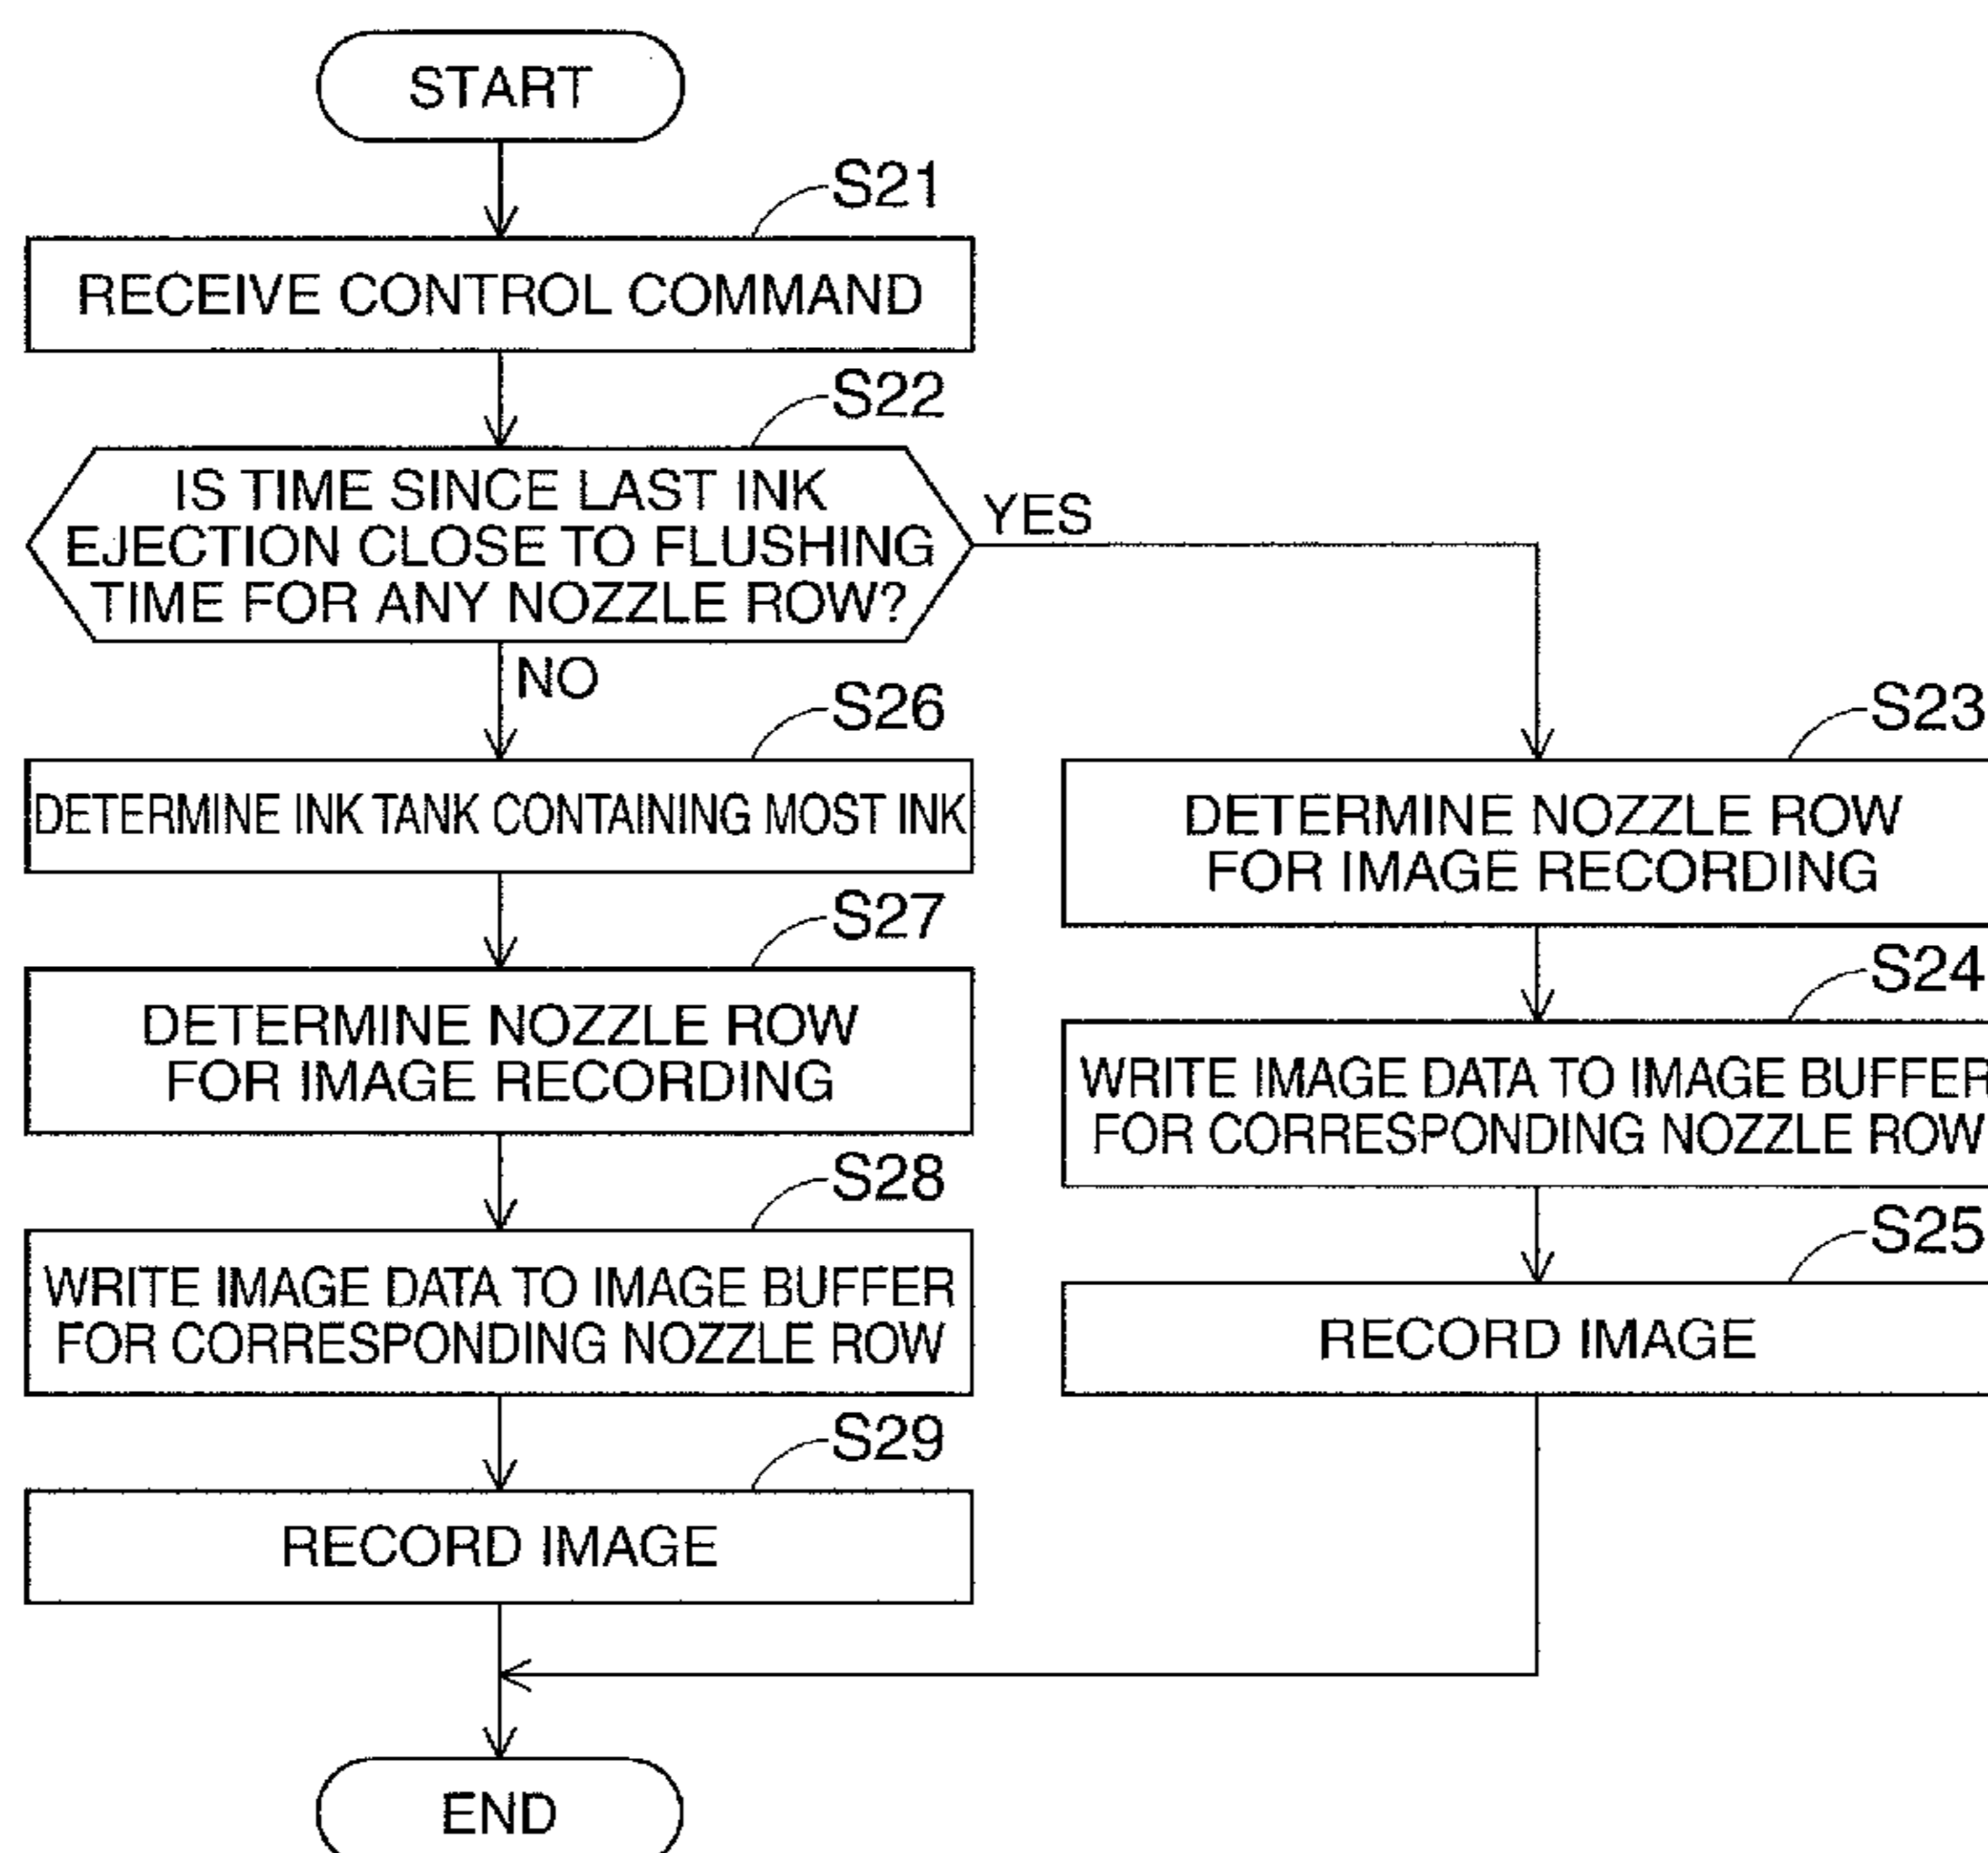 START
S21
RECEIVE CONTROL COMMAND
S22
IS TIME SINCE LAST INK
EJECTION CLOSE TO FLUSHING
TIME FOR ANY NOZZLE ROW?
YES
NO
S26
DETERMINE INK TANK CONTAINING MOST INK
S27
DETERMINE NOZZLE ROW
FOR IMAGE RECORDING
S28
WRITE IMAGE DATA TO IMAGE BUFFER
FOR CORRESPONDING NOZZLE ROW
S29
RECORD IMAGE
S23
DETERMINE NOZZLE ROW
FOR IMAGE RECORDING
S24
WRITE IMAGE DATA TO IMAGE BUFFER
FOR CORRESPONDING NOZZLE ROW
S25
RECORD IMAGE
END